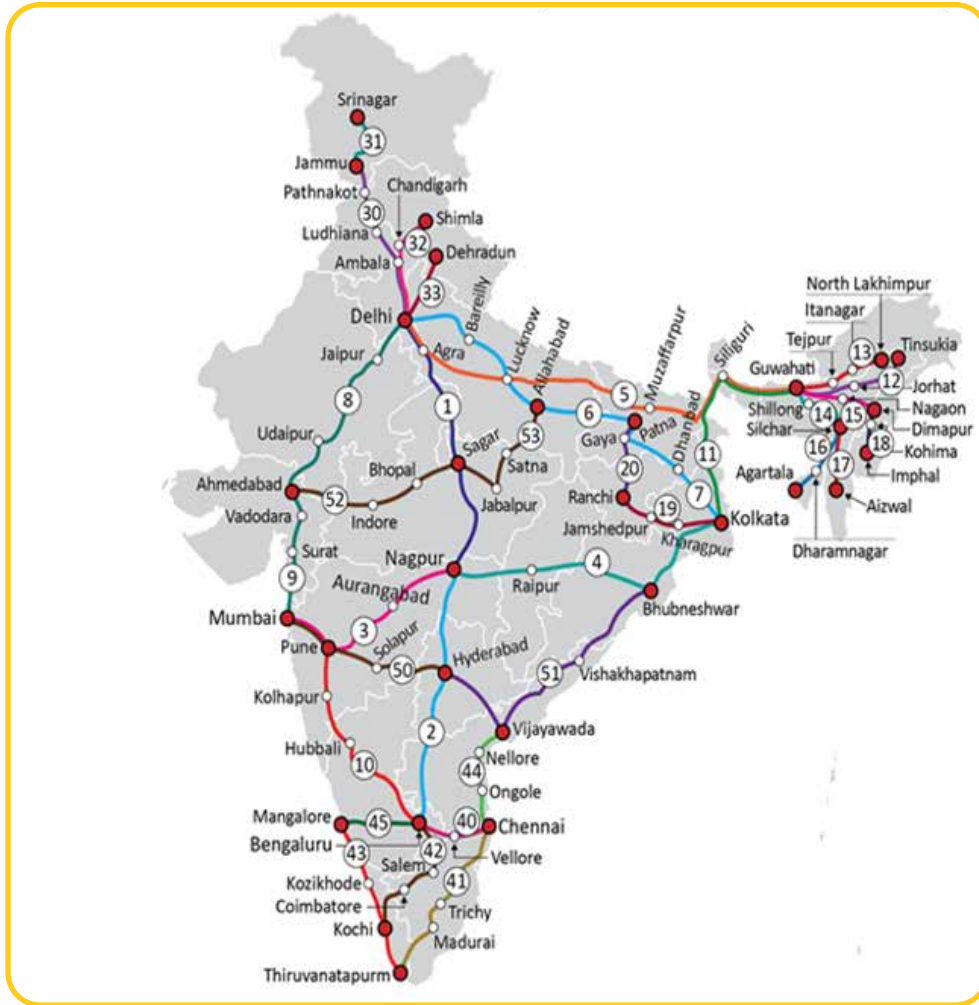 Srinagar
31
Jammu
Pathnakot
Chandigarh
30
Shimla
Ludhiana
32
Dehradun
Ambala
33
Delhi
Bareilly
Jaipur
Agra
Lucknow
Allahabad
Muzaffarpur
Siliguri
North Lakhimpur
Itanagar
Tejpur
13
Tinsukia
Guwahati
12
Jorhat
Shillong
14
15
Nagaon
Silchar
Dimapur
16
18
Kohima
17
Imphal
Agartala
Aizwal
Dharamnagar
8
1
5
6
Udaipur
53
Gaya
Patna
Dhanbad
11
Bhopal
Sagar
Satna
20
7
Ahmedabad
52
Indore
Jabalpur
Ranchi
19
Kolkata
Vadodara
Jamshedpur
Kharagpur
Surat
Nagpur
4
9
Aurangabad
Raipur
Bhubneshwar
Mumbai
3
Pune
Solapur
50
Hyderabad
51
Vishakhapatnam
Kolhapur
2
Vijayawada
Hubbali
10
Nellore
44
Ongole
Mangalore
45
40
Chennai
Bengaluru
42
Vellore
43
Salem
41
Kozikhode
Coimbatore
Trichy
Kochi
Madurai
Thiruvanatapurm